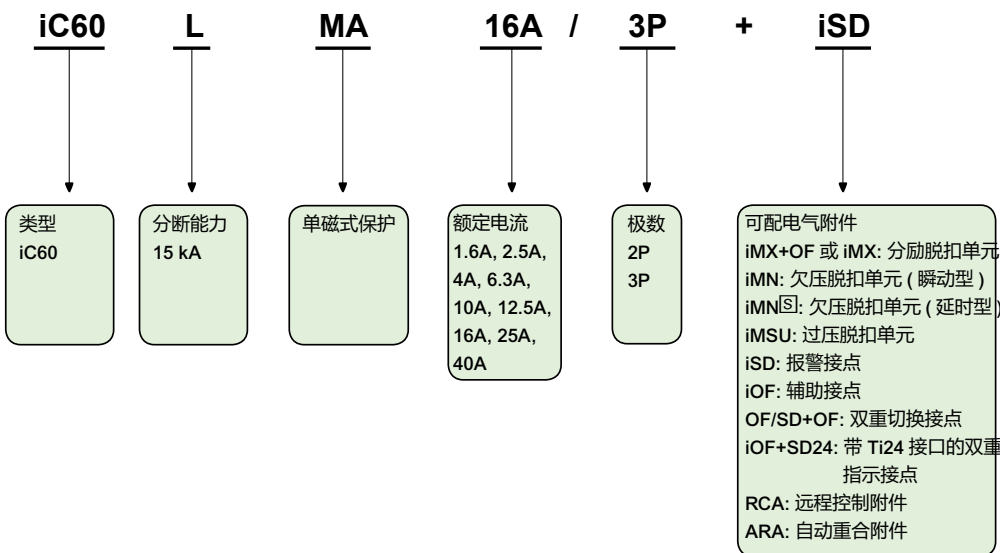 iC60 L MA 16A / 3P + iSD
类型
iC60
分断能力
15 kA
单磁式保护
额定电流
1.6A, 2.5A,
4A, 6.3A,
10A, 12.5A,
16A, 25A,
40A
极数
2P
3P
可配电气附件
iMX+OF 或 iMX: 分励脱扣单元
iMN: 欠压脱扣单元 ( 瞬动型 )
iMN🅂: 欠压脱扣单元 ( 延时型 )
iMSU: 过压脱扣单元
iSD: 报警接点
iOF: 辅助接点
OF/SD+OF: 双重切换接点
iOF+SD24: 带 Ti24 接口的双重
指示接点
RCA: 远程控制附件
ARA: 自动重合附件